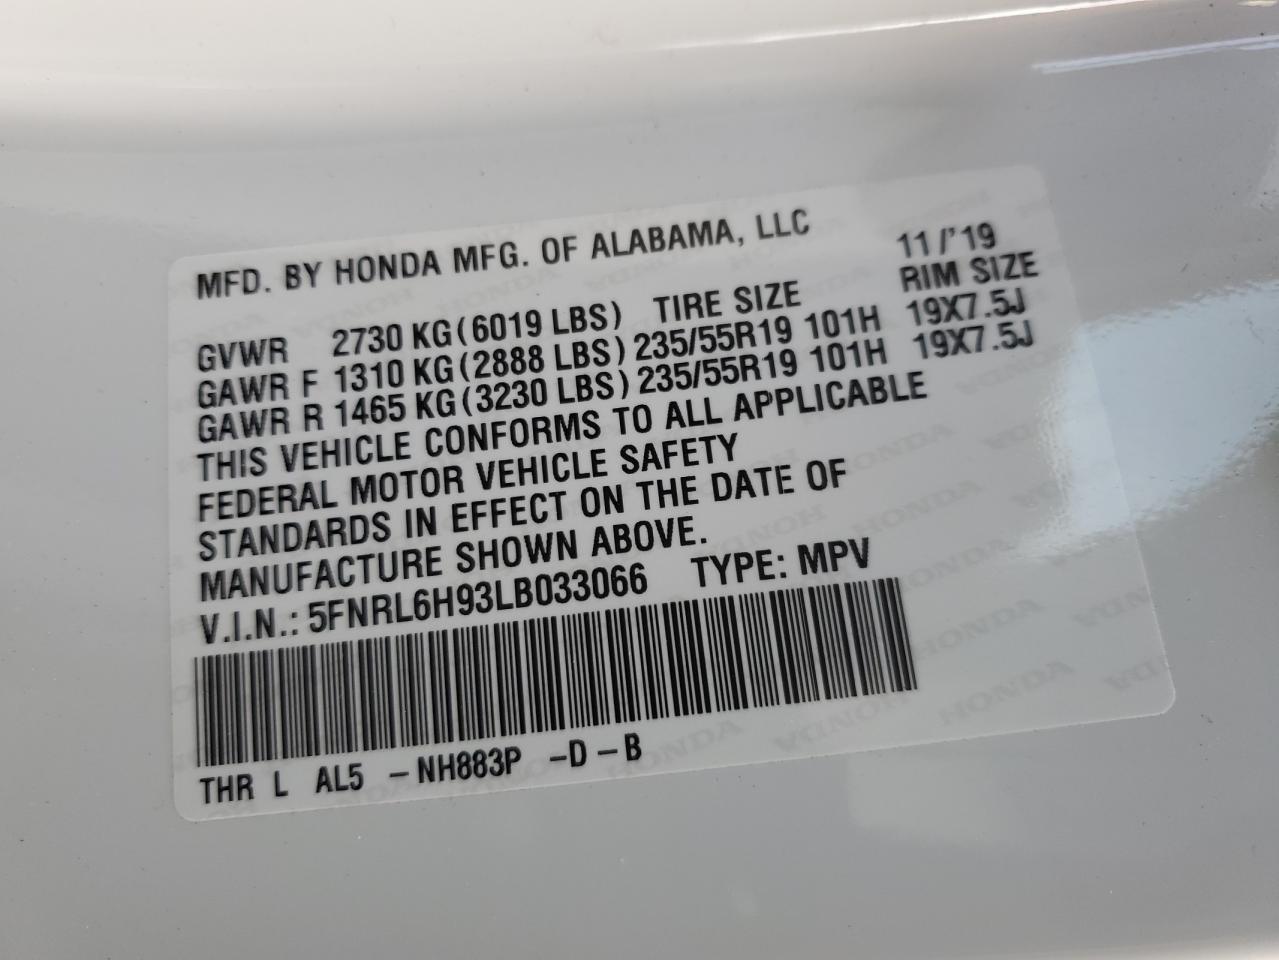 MFD. BY HONDA MFG. OF ALABAMA, LLC 11/'19
GVWR 2730 KG (6019 LBS) TIRE SIZE RIM SIZE
GAWR F 1310 KG (2888 LBS) 235/55R19 101H 19X7.5J
GAWR R 1465 KG (3230 LBS) 235/55R19 101H 19X7.5J
THIS VEHICLE CONFORMS TO ALL APPLICABLE
FEDERAL MOTOR VEHICLE SAFETY
STANDARDS IN EFFECT ON THE DATE OF
MANUFACTURE SHOWN ABOVE.
V.I.N.: 5FNRL6H93LB033066 TYPE: MPV
THR L AL5 -NH883P -D-B